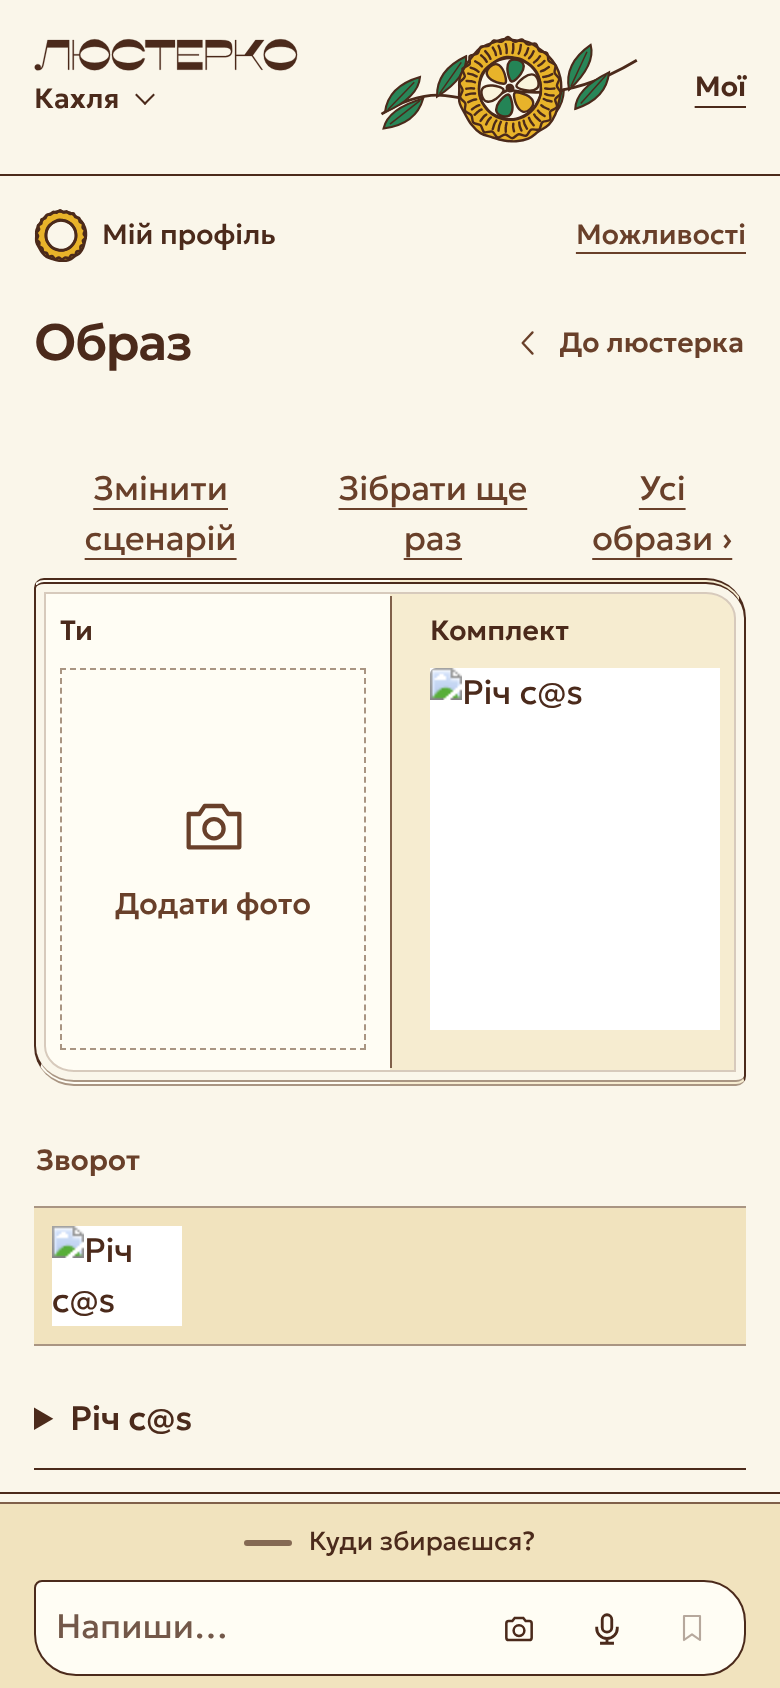 ЛЮСТЕРКО
Кахля
Мої
Мій профіль
Можливості
Образ
До люстерка
Змінити
сценарій
Зібрати ще
раз
Усі
образи ›
Ти
Комплект
Річ c@s
Додати фото
Зворот
Річ
c@s
Річ c@s
Куди збираєшся?
Напиши...